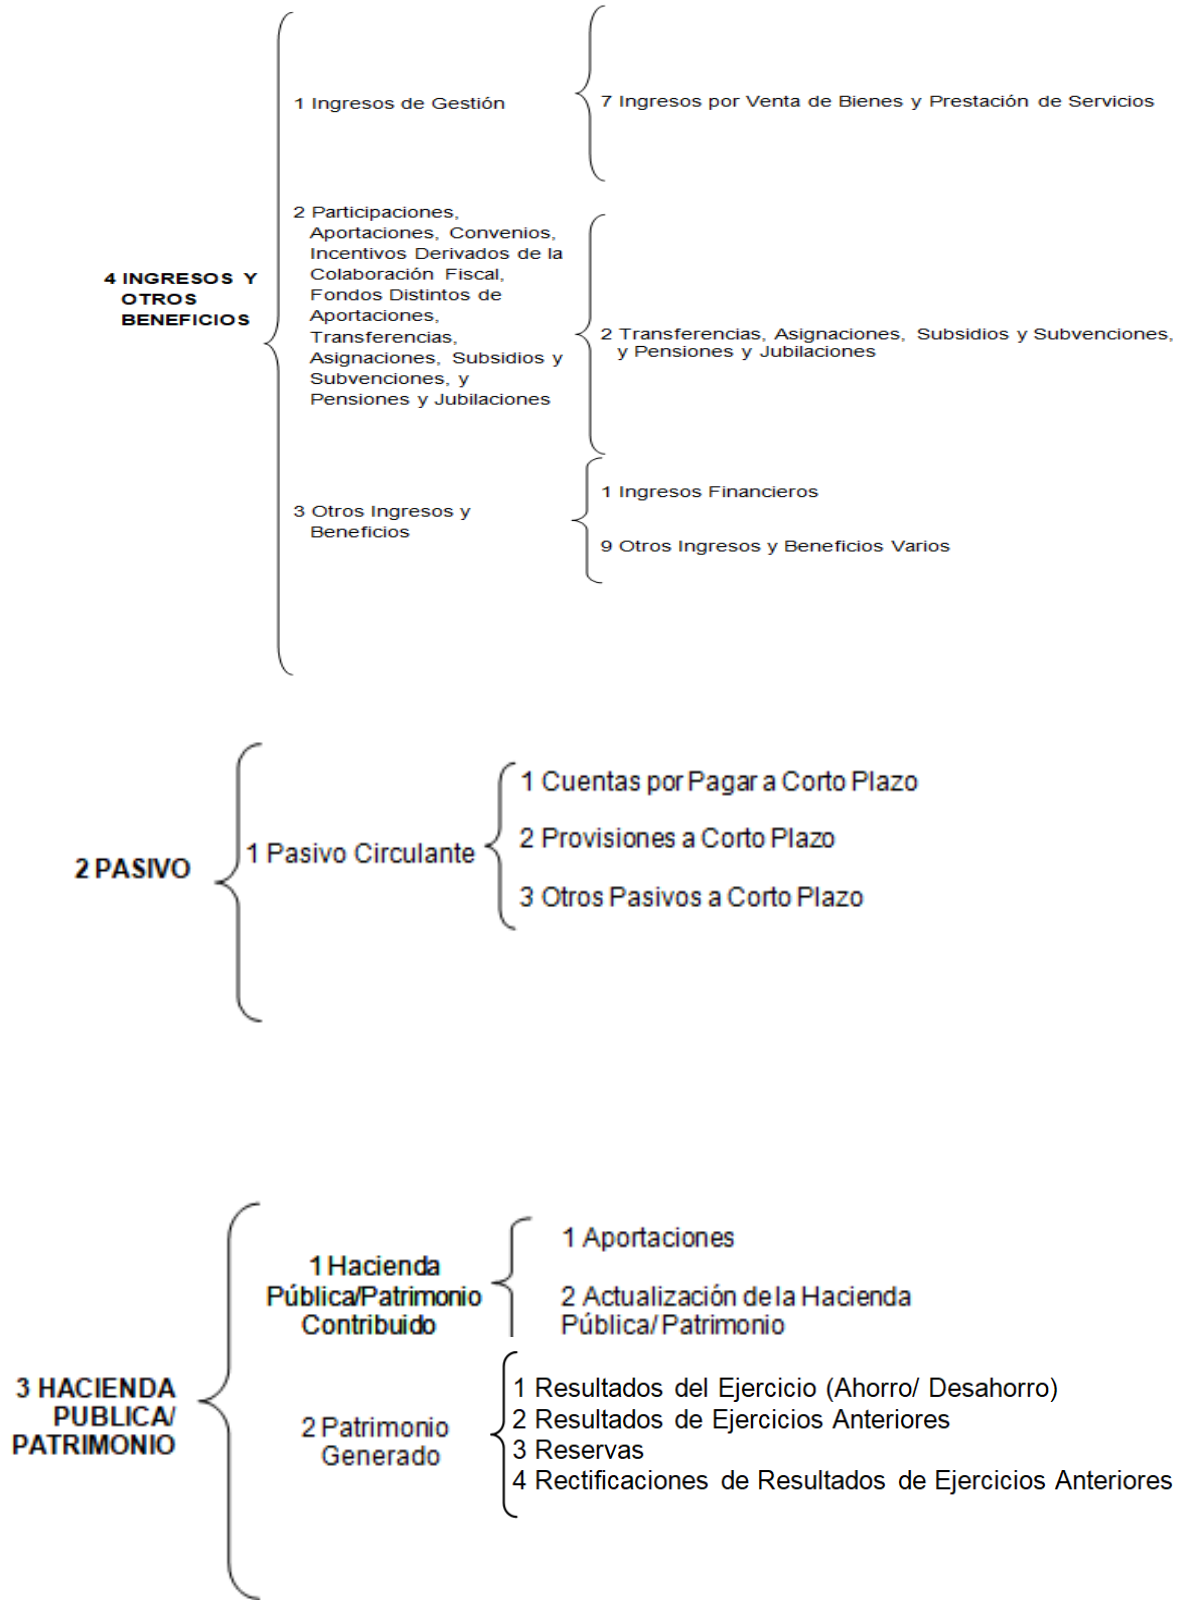 4 INGRESOS Y
OTROS
BENEFICIOS
1 Ingresos de Gestión
7 Ingresos por Venta de Bienes y Prestación de Servicios
2 Participaciones,
Aportaciones, Convenios,
Incentivos Derivados de la
Colaboración Fiscal,
Fondos Distintos de
Aportaciones,
Transferencias,
Asignaciones, Subsidios y
Subvenciones, y
Pensiones y Jubilaciones
2 Transferencias, Asignaciones, Subsidios y Subvenciones,
y Pensiones y Jubilaciones
3 Otros Ingresos y
Beneficios
1 Ingresos Financieros
9 Otros Ingresos y Beneficios Varios
2 PASIVO
1 Pasivo Circulante
1 Cuentas por Pagar a Corto Plazo
2 Provisiones a Corto Plazo
3 Otros Pasivos a Corto Plazo
3 HACIENDA
PUBLICA/
PATRIMONIO
1 Hacienda
Pública/Patrimonio
Contribuido
1 Aportaciones
2 Actualización de la Hacienda
Pública/ Patrimonio
2 Patrimonio
Generado
1 Resultados del Ejercicio (Ahorro/ Desahorro)
2 Resultados de Ejercicios Anteriores
3 Reservas
4 Rectificaciones de Resultados de Ejercicios Anteriores